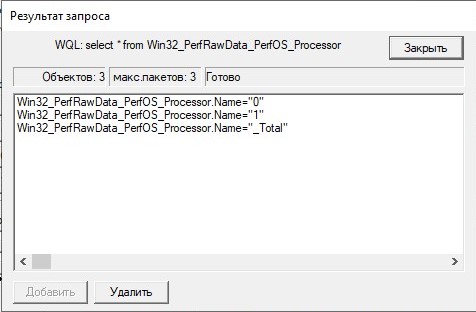 Результат запроса
WQL: select * from Win32_PerfRawData_PerfOS_Processor
Закрыть
Объектов: 3 макс.пакетов: 3 Готово
Win32_PerfRawData_PerfOS_Processor.Name="0"
Win32_PerfRawData_PerfOS_Processor.Name="1"
Win32_PerfRawData_PerfOS_Processor.Name="_Total"
Добавить Удалить